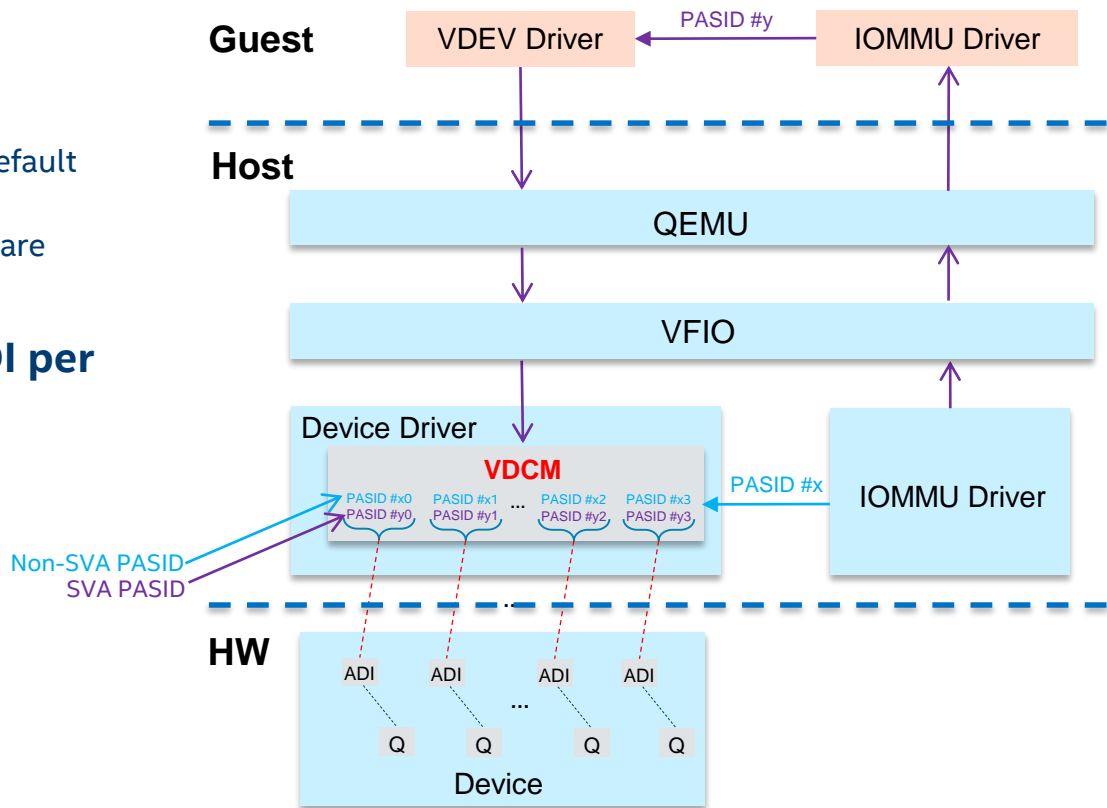 Guest
VDEV Driver
PASID #y
IOMMU Driver
efault
are
DI per
Host
QEMU
VFIO
Device Driver
VDCM
PASID #x0 PASID #x1 ... PASID #x2 PASID #x3
PASID #y0 PASID #y1 PASID #y2 PASID #y3
PASID #x
IOMMU Driver
Non-SVA PASID
SVA PASID
...
HW
ADI ADI ADI ADI
...
Q Q Q Q
Device